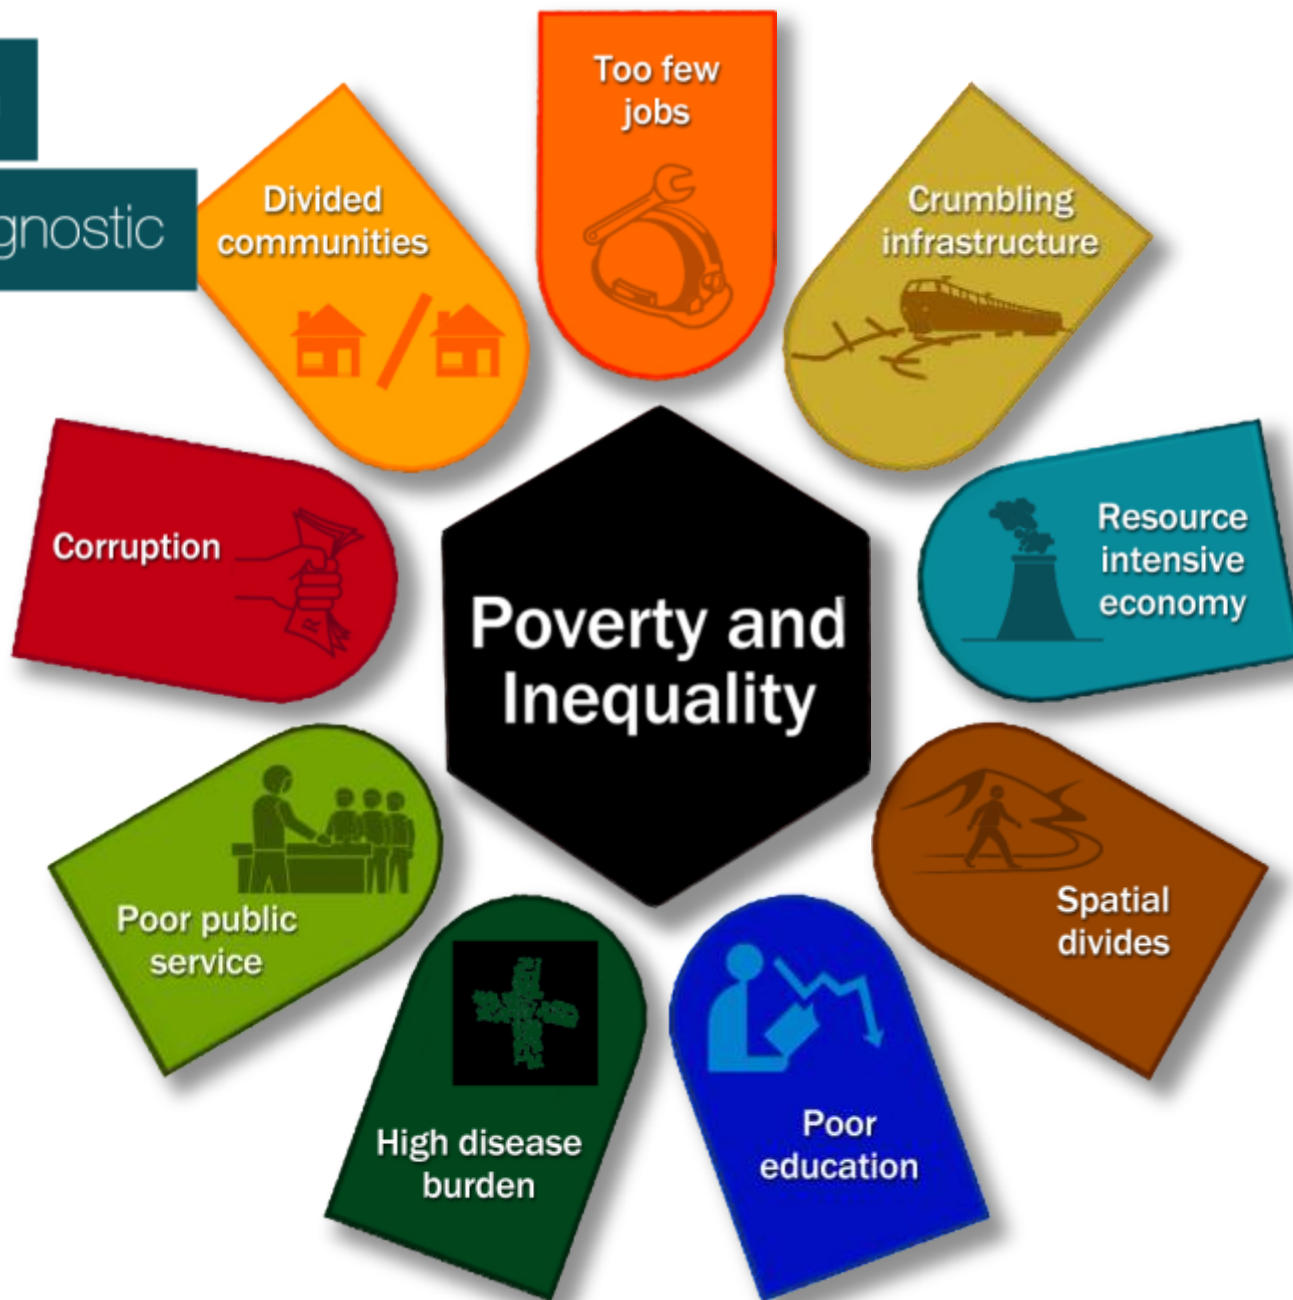 gnostic
Too few
jobs
Crumbling
infrastructure
Resource
intensive
economy
Spatial
divides
Poor
education
High disease
burden
Poor public
service
Corruption
R
Divided
communities
Poverty and
Inequality